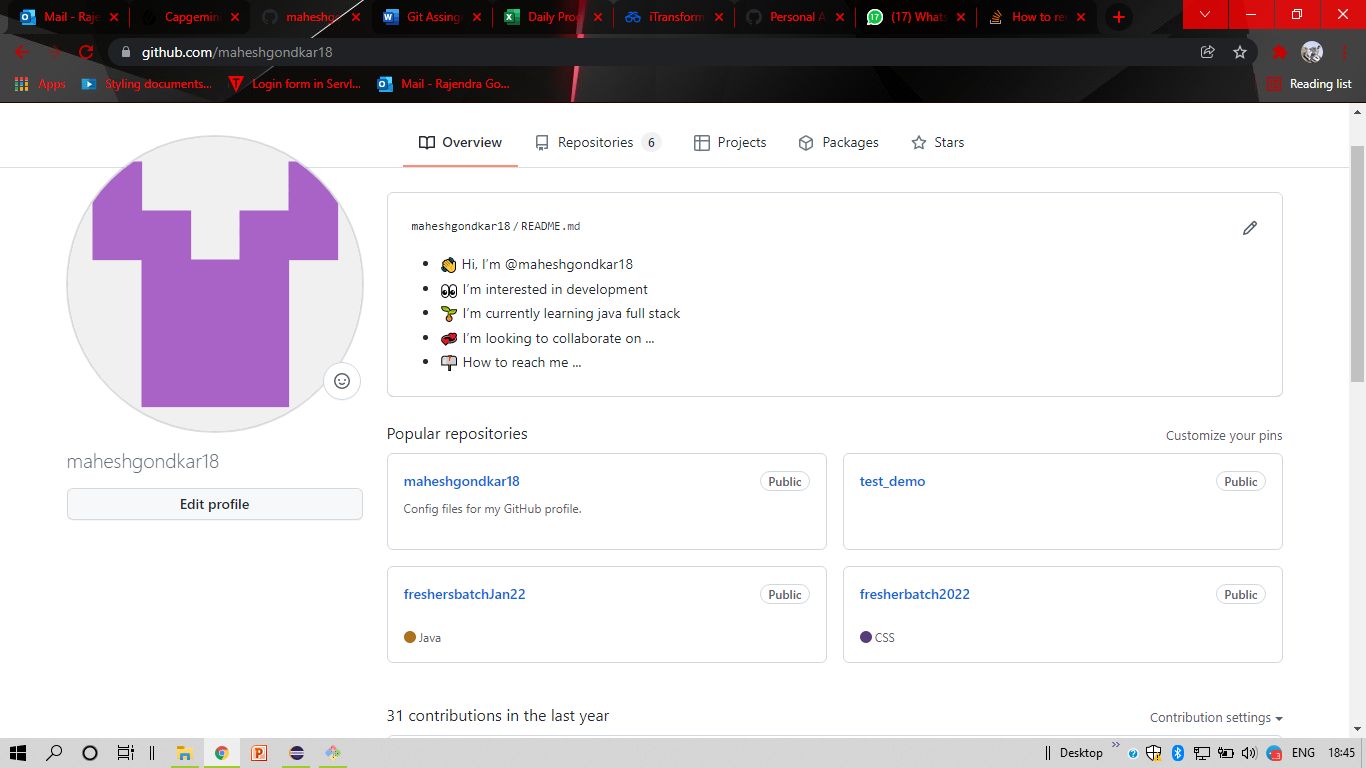 Mail - Raje
Capgemini
maheshgo
Git Assing
Daily Prog
iTransform
Personal A
17
(17) Whats
How to re
github.com/maheshgondkar18
Apps
Styling documents...
Login form in Servl...
Mail - Rajendra Go...
Reading list
Overview
Repositories 6
Projects
Packages
Stars
maheshgondkar18 / README.md
Hi, I'm @maheshgondkar18
I'm interested in development
I'm currently learning java full stack
I'm looking to collaborate on ...
How to reach me ...
maheshgondkar18
Edit profile
Popular repositories
Customize your pins
maheshgondkar18
Public
Config files for my GitHub profile.
test_demo
Public
freshersbatchJan22
Public
Java
fresherbatch2022
Public
CSS
31 contributions in the last year
Contribution settings
Desktop
ENG
18:45